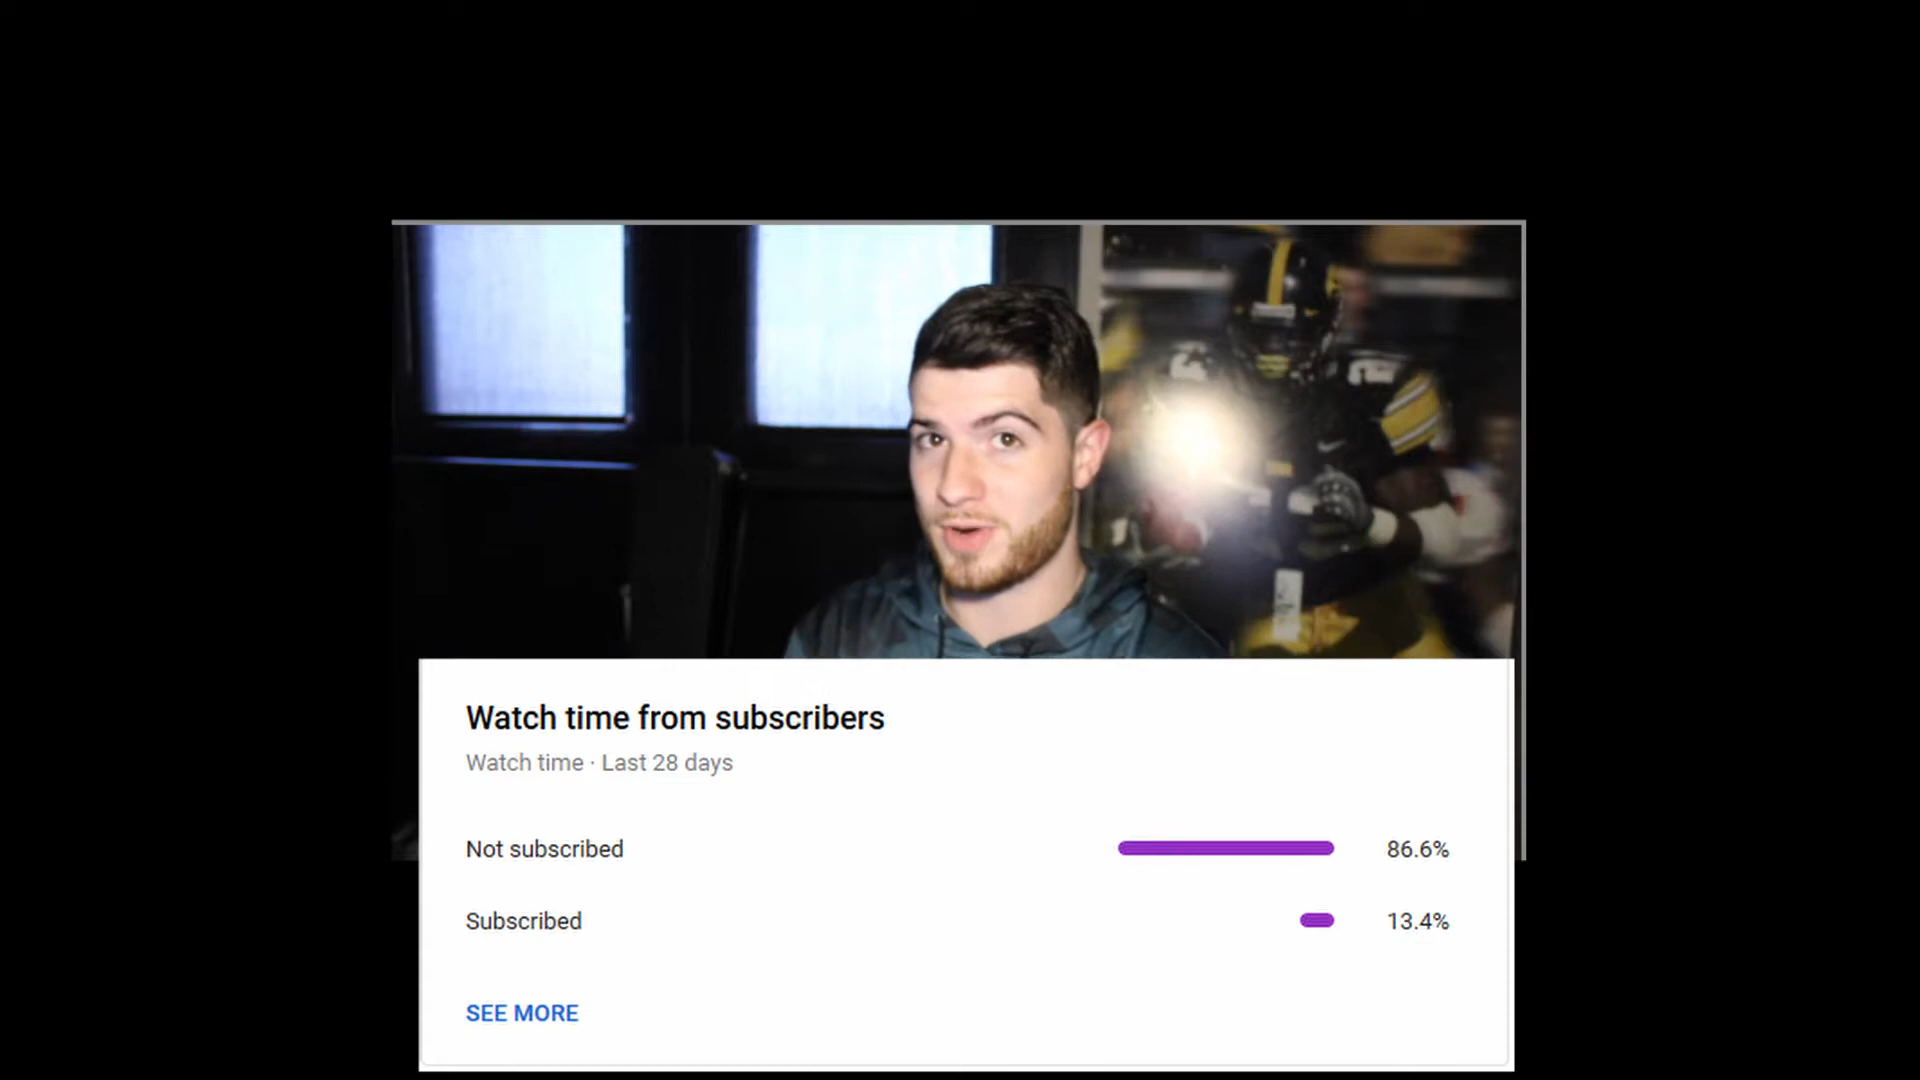 Watch time from subscribers
Watch time · Last 28 days
Not subscribed 86.6%
Subscribed 13.4%
SEE MORE